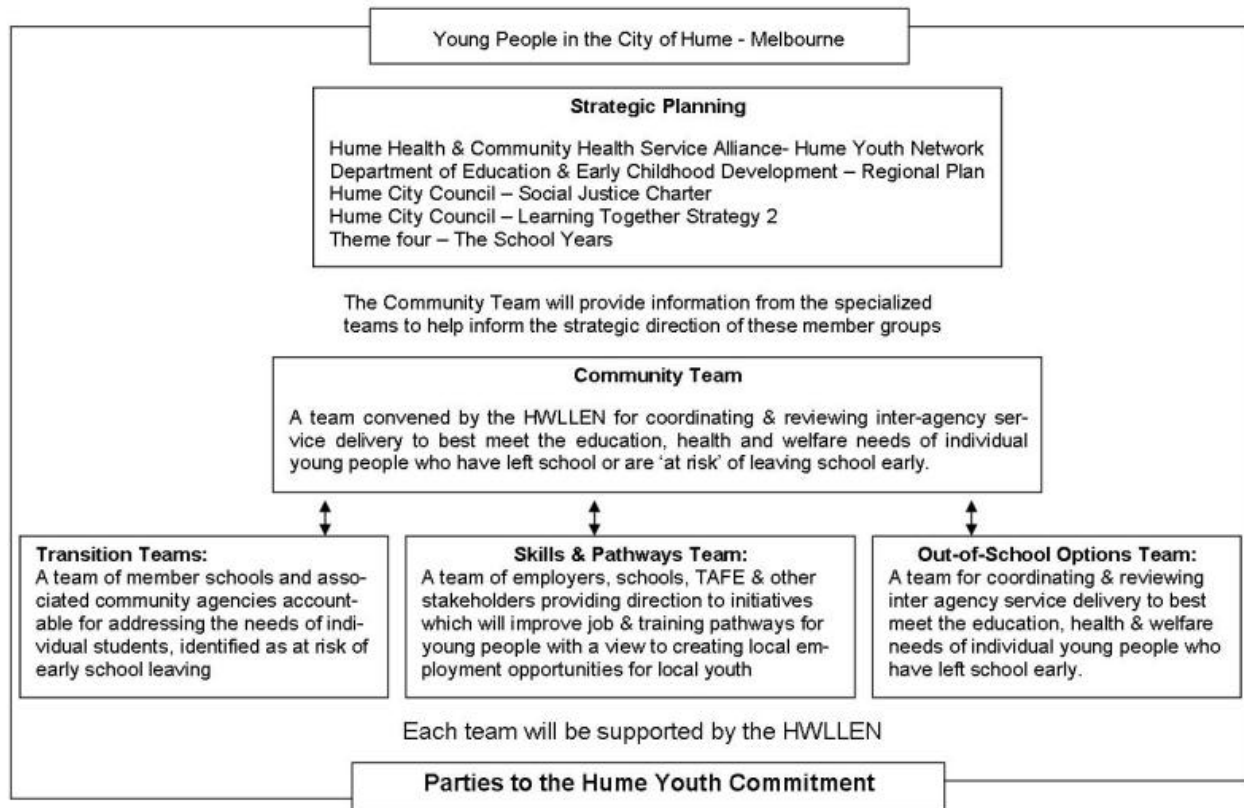 Young People in the City of Hume - Melbourne
Strategic Planning
Hume Health & Community Health Service Alliance- Hume Youth Network
Department of Education & Early Childhood Development – Regional Plan
Hume City Council – Social Justice Charter
Hume City Council – Learning Together Strategy 2
Theme four – The School Years
The Community Team will provide information from the specialized
teams to help inform the strategic direction of these member groups
Community Team
A team convened by the HWLLEN for coordinating & reviewing inter-agency ser-
vice delivery to best meet the education, health and welfare needs of individual
young people who have left school or are ‘at risk’ of leaving school early.
Transition Teams:
A team of member schools and asso-
ciated community agencies account-
able for addressing the needs of indi-
vidual students, identified as at risk of
early school leaving
Skills & Pathways Team:
A team of employers, schools, TAFE & other
stakeholders providing direction to initiatives
which will improve job & training pathways for
young people with a view to creating local em-
ployment opportunities for local youth
Out-of-School Options Team:
A team for coordinating & reviewing
inter agency service delivery to best
meet the education, health & welfare
needs of individual young people who
have left school early.
Each team will be supported by the HWLLEN
Parties to the Hume Youth Commitment